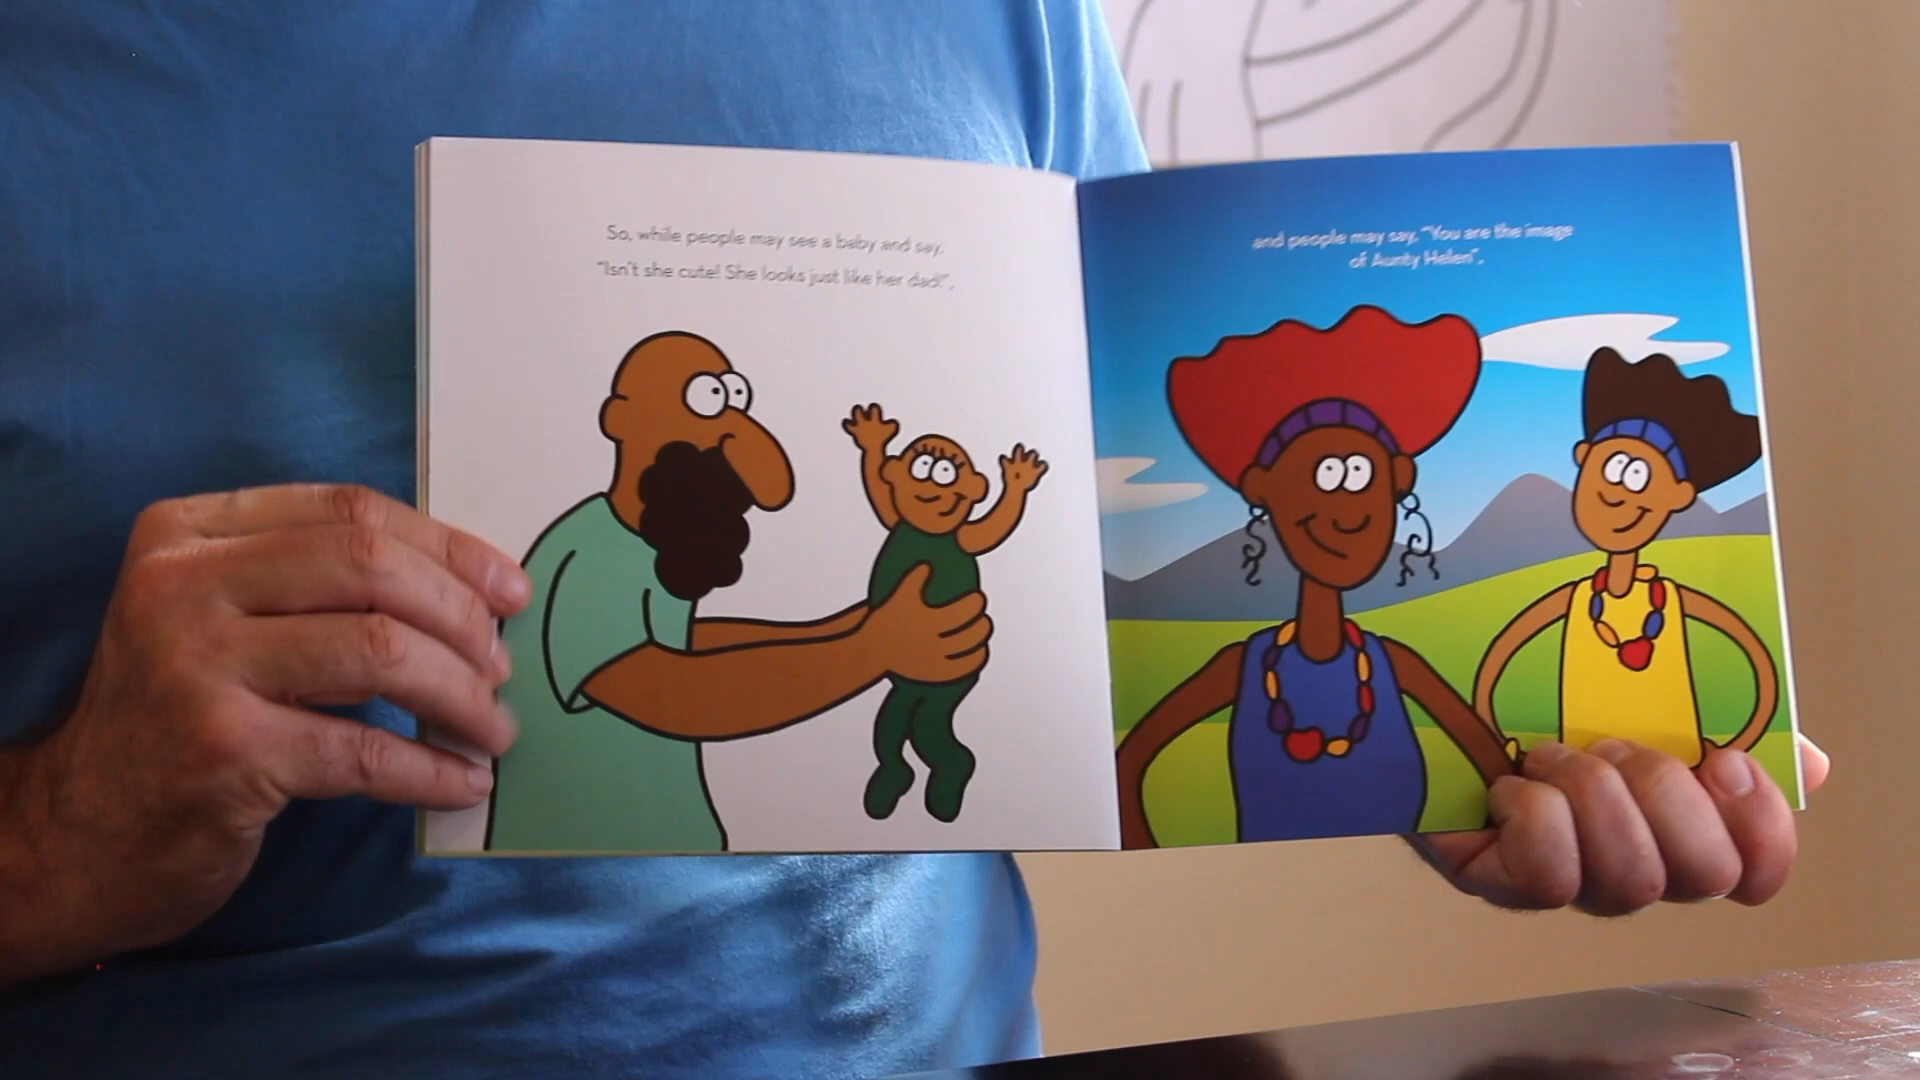 So, while people may see a baby and say,
"Isn't she cute! She looks just like her dad!",
and people may say, "You are the image
of Aunty Helen".